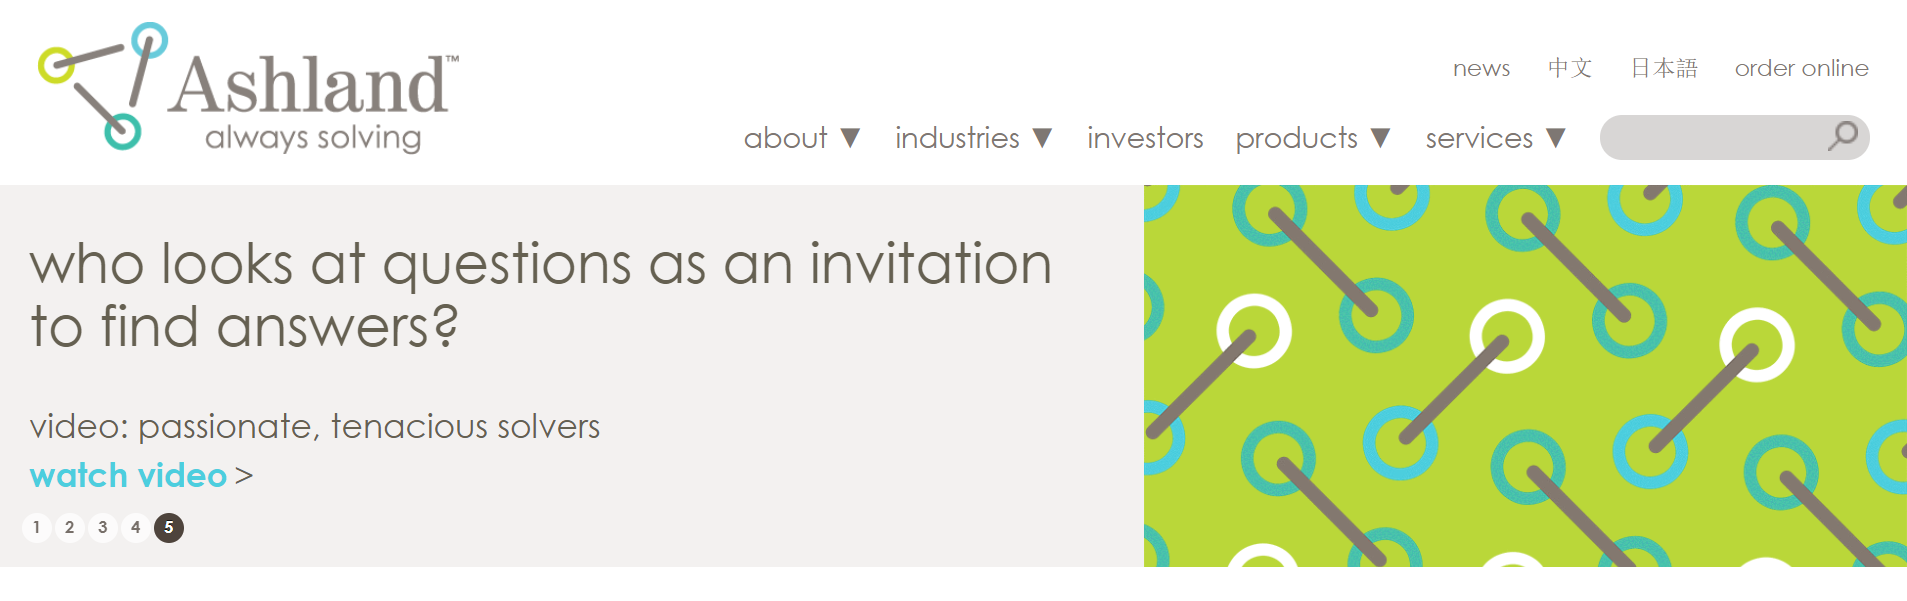 Ashland™
always solving
news 中文 日本語 order online
about ▼ industries ▼ investors products ▼ services ▼
who looks at questions as an invitation
to find answers?
video: passionate, tenacious solvers
watch video >
1 2 3 4 5